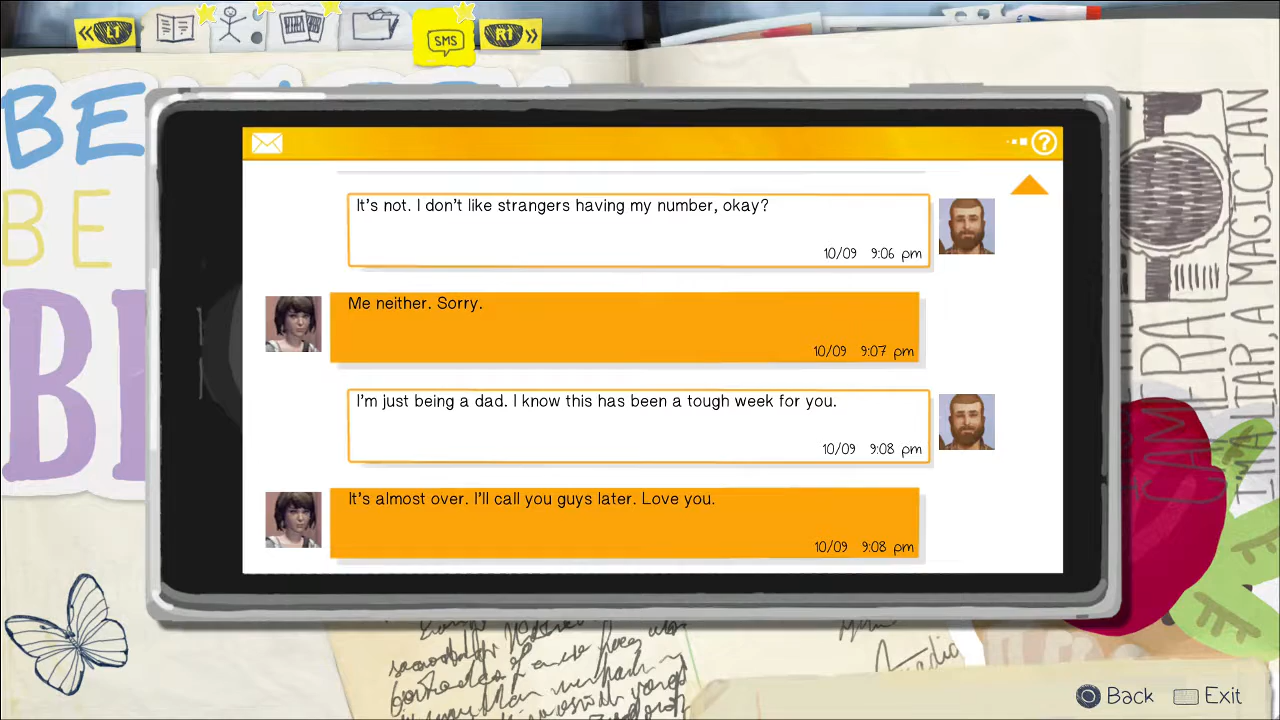 LT
SMS
R1
BE
BE
It's not. I don't like strangers having my number, okay?
10/09 9:06 pm
Me neither. Sorry.
10/09 9:07 pm
I'm just being a dad. I know this has been a tough week for you.
10/09 9:08 pm
It's almost over. I'll call you guys later. Love you.
10/09 9:08 pm
?
I'M A LIAR, A MAGICIAN
CAMERA
Back
Exit